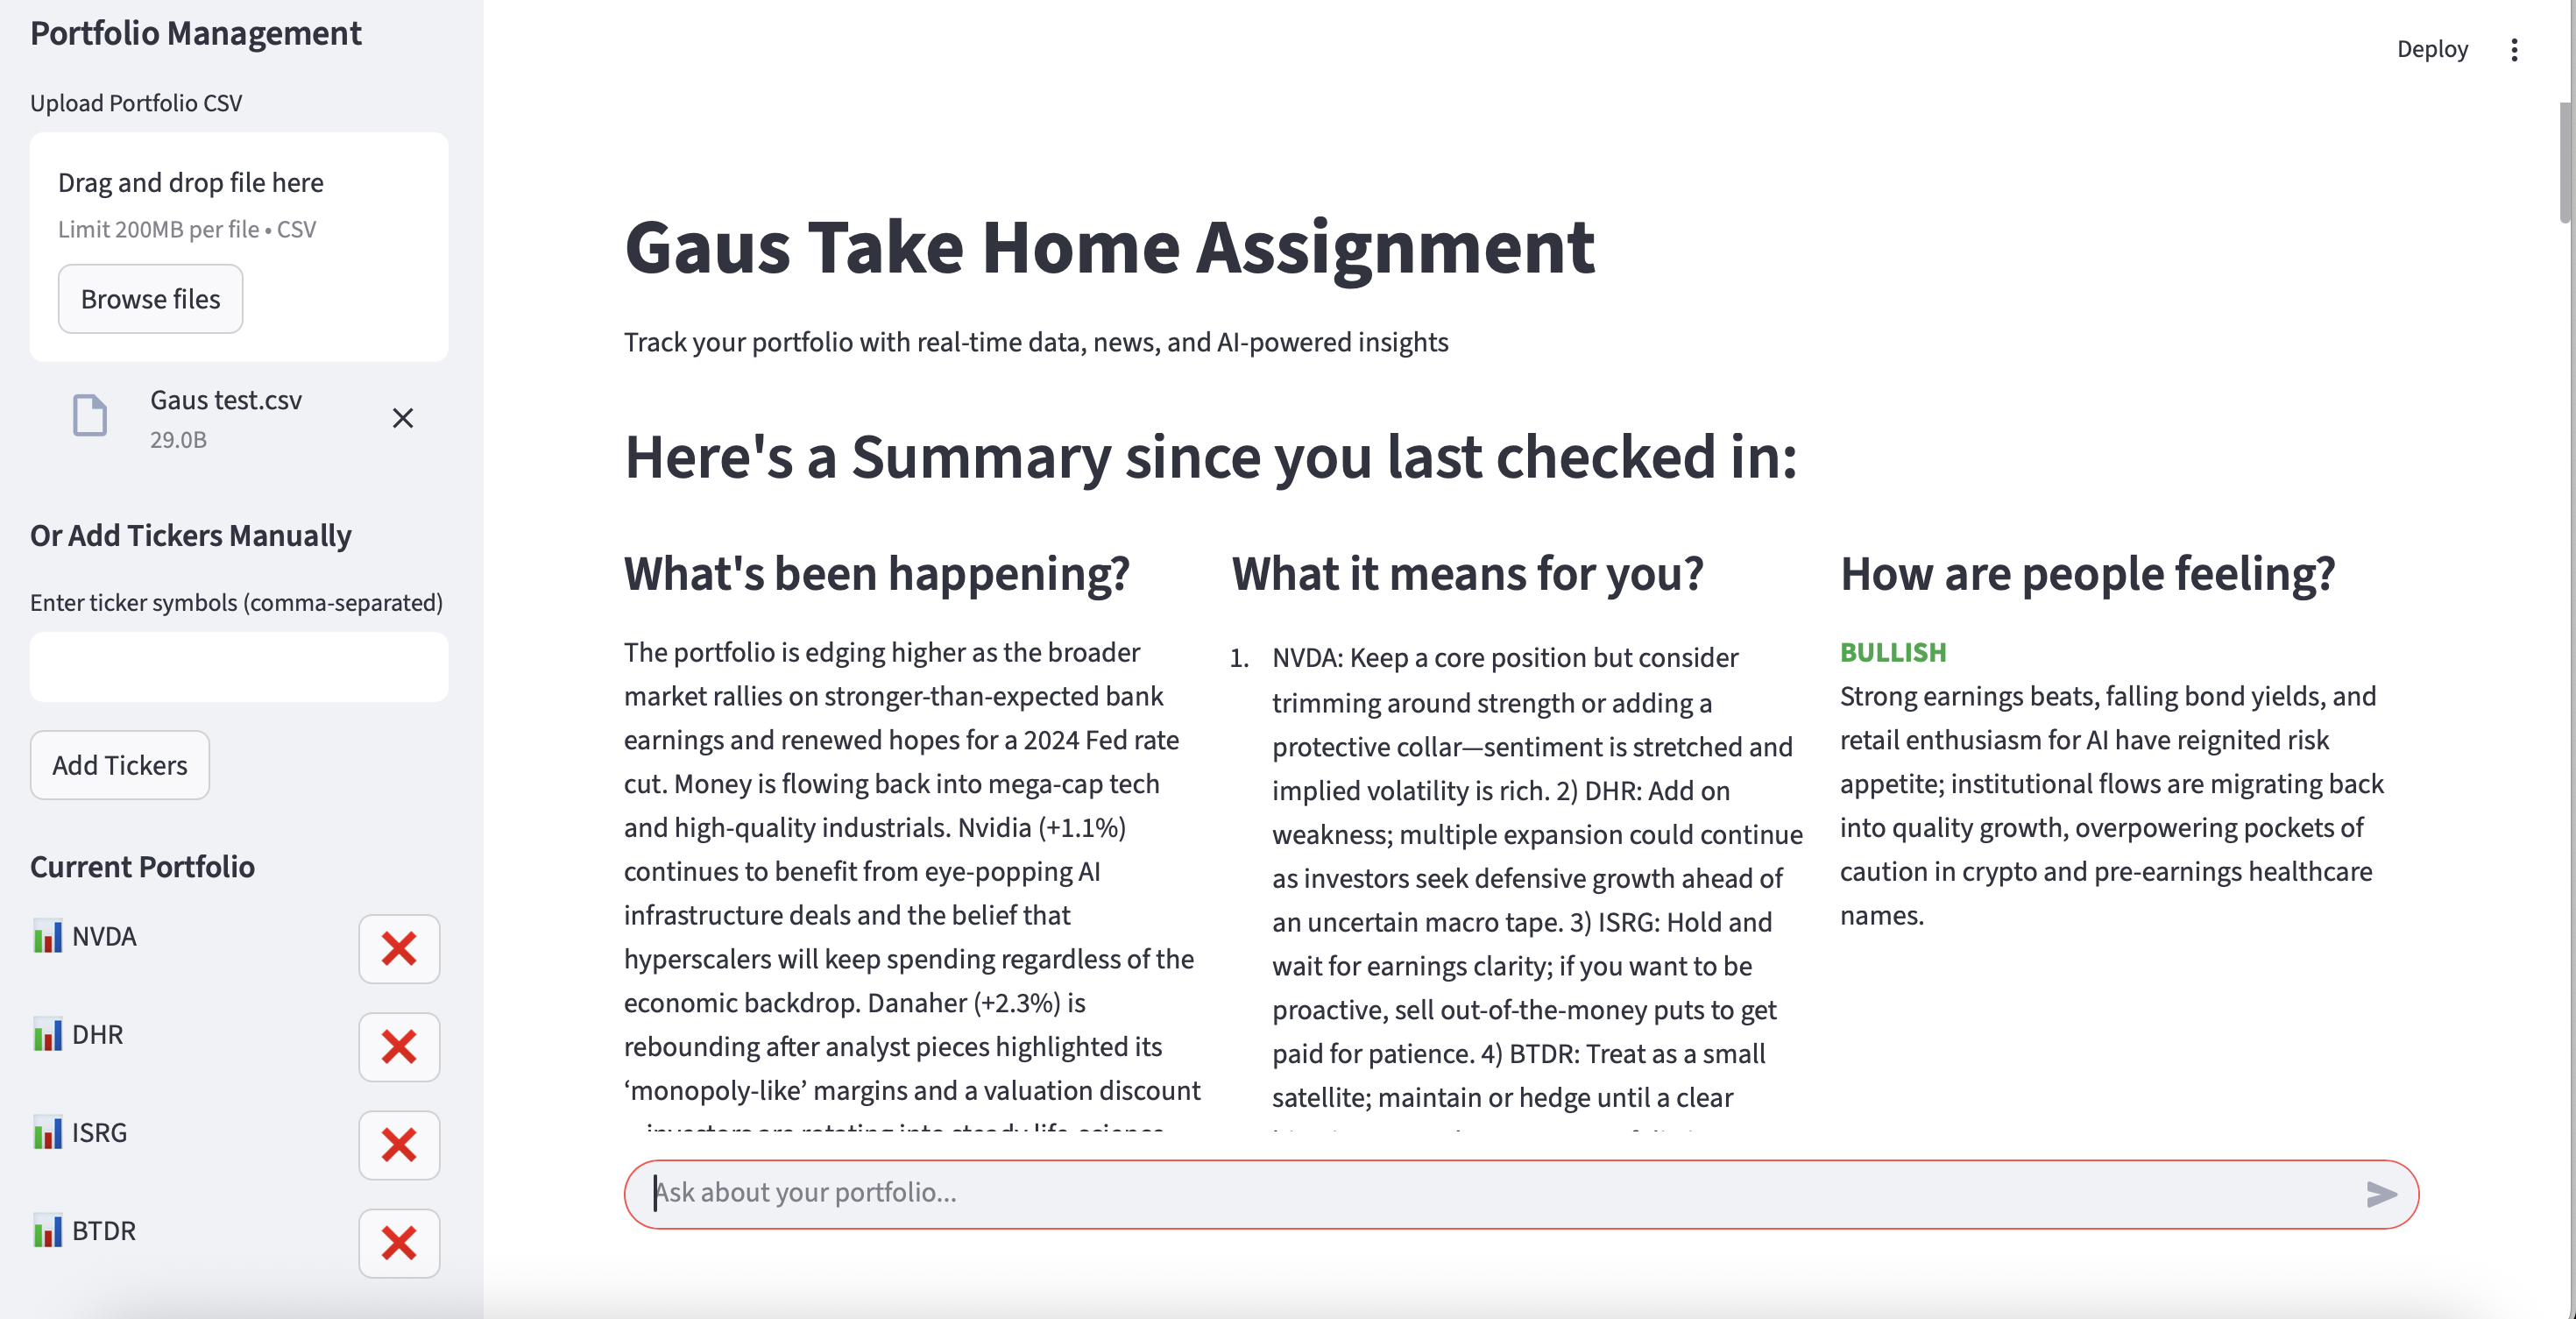 Portfolio Management
Upload Portfolio CSV
Drag and drop file here
Limit 200MB per file • CSV
Browse files
Gaus test.csv
29.0B
Or Add Tickers Manually
Enter ticker symbols (comma-separated)
Add Tickers
Current Portfolio
NVDA
DHR
ISRG
BTDR
Deploy
Gaus Take Home Assignment
Track your portfolio with real-time data, news, and AI-powered insights
Here's a Summary since you last checked in:
What's been happening?
The portfolio is edging higher as the broader
market rallies on stronger-than-expected bank
earnings and renewed hopes for a 2024 Fed rate
cut. Money is flowing back into mega-cap tech
and high-quality industrials. Nvidia (+1.1%)
continues to benefit from eye-popping AI
infrastructure deals and the belief that
hyperscalers will keep spending regardless of the
economic backdrop. Danaher (+2.3%) is
rebounding after analyst pieces highlighted its
‘monopoly-like’ margins and a valuation discount
investors are rotating into steady life-science
What it means for you?
1. NVDA: Keep a core position but consider
trimming around strength or adding a
protective collar—sentiment is stretched and
implied volatility is rich. 2) DHR: Add on
weakness; multiple expansion could continue
as investors seek defensive growth ahead of
an uncertain macro tape. 3) ISRG: Hold and
wait for earnings clarity; if you want to be
proactive, sell out-of-the-money puts to get
paid for patience. 4) BTDR: Treat as a small
satellite; maintain or hedge until a clear
How are people feeling?
BULLISH
Strong earnings beats, falling bond yields, and
retail enthusiasm for AI have reignited risk
appetite; institutional flows are migrating back
into quality growth, overpowering pockets of
caution in crypto and pre-earnings healthcare
names.
Ask about your portfolio...